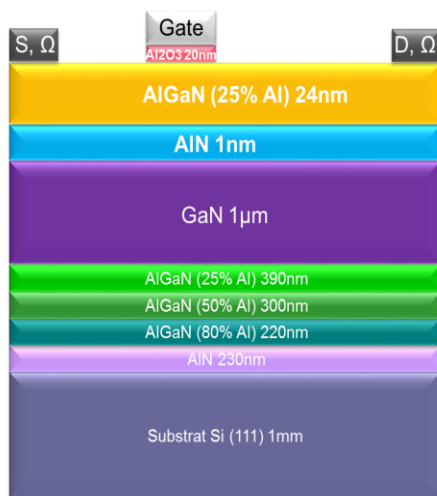 Gate
S, Ω
D, Ω
Al2O3 20nm
AlGaN (25% Al) 24nm
AlN 1nm
GaN 1µm
AlGaN (25% Al) 390nm
AlGaN (50% Al) 300nm
AlGaN (80% Al) 220nm
AlN 230nm
Substrat Si (111) 1mm